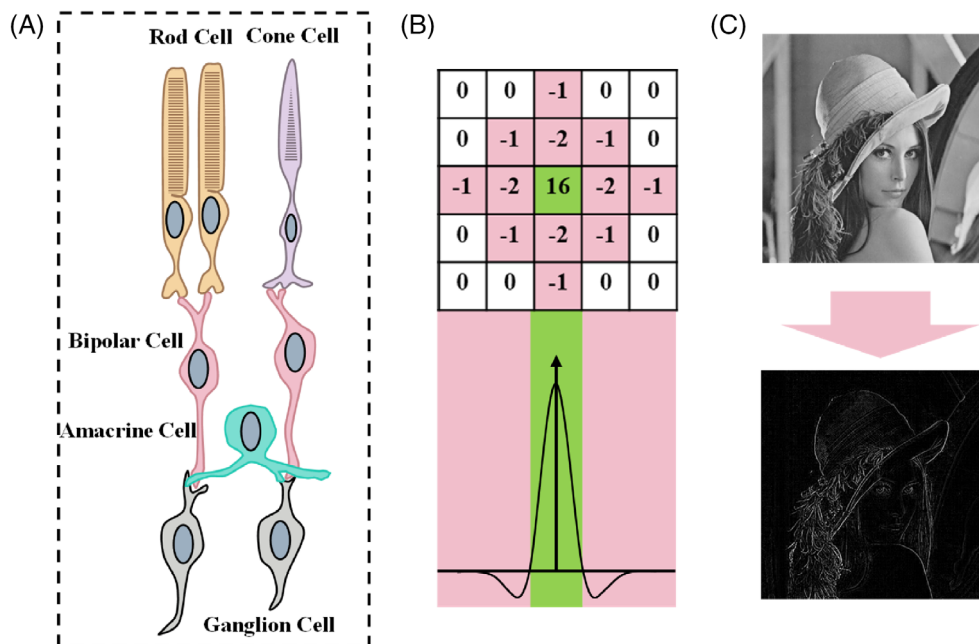 (A)
Rod Cell Cone Cell
Bipolar Cell
Amacrine Cell
Ganglion Cell
(B)
0 0 -1 0 0
0 -1 -2 -1 0
-1 -2 16 -2 -1
0 -1 -2 -1 0
0 0 -1 0 0
(C)